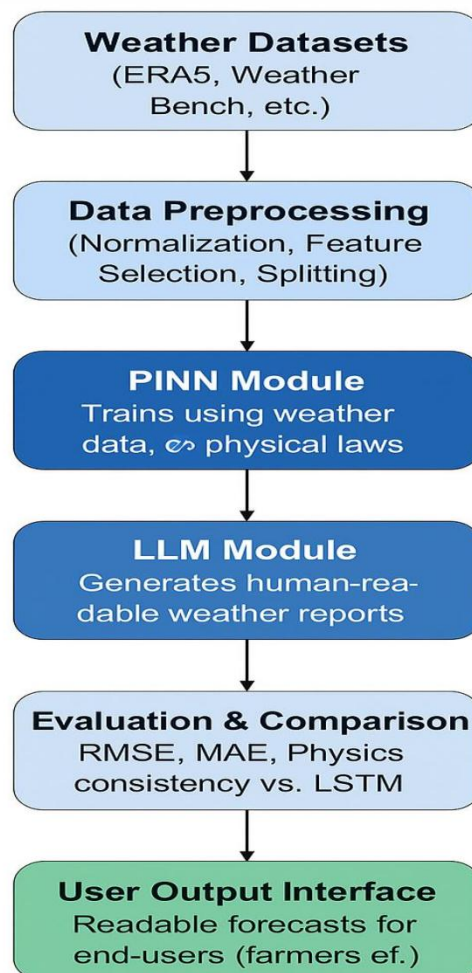 Weather Datasets
(ERA5, Weather
Bench, etc.)
Data Preprocessing
(Normalization, Feature
Selection, Splitting)
PINN Module
Trains using weather
data, physical laws
LLM Module
Generates human-rea-
dable weather reports
Evaluation & Comparison
RMSE, MAE, Physics
consistency vs. LSTM
User Output Interface
Readable forecasts for
end-users (farmers ef.)